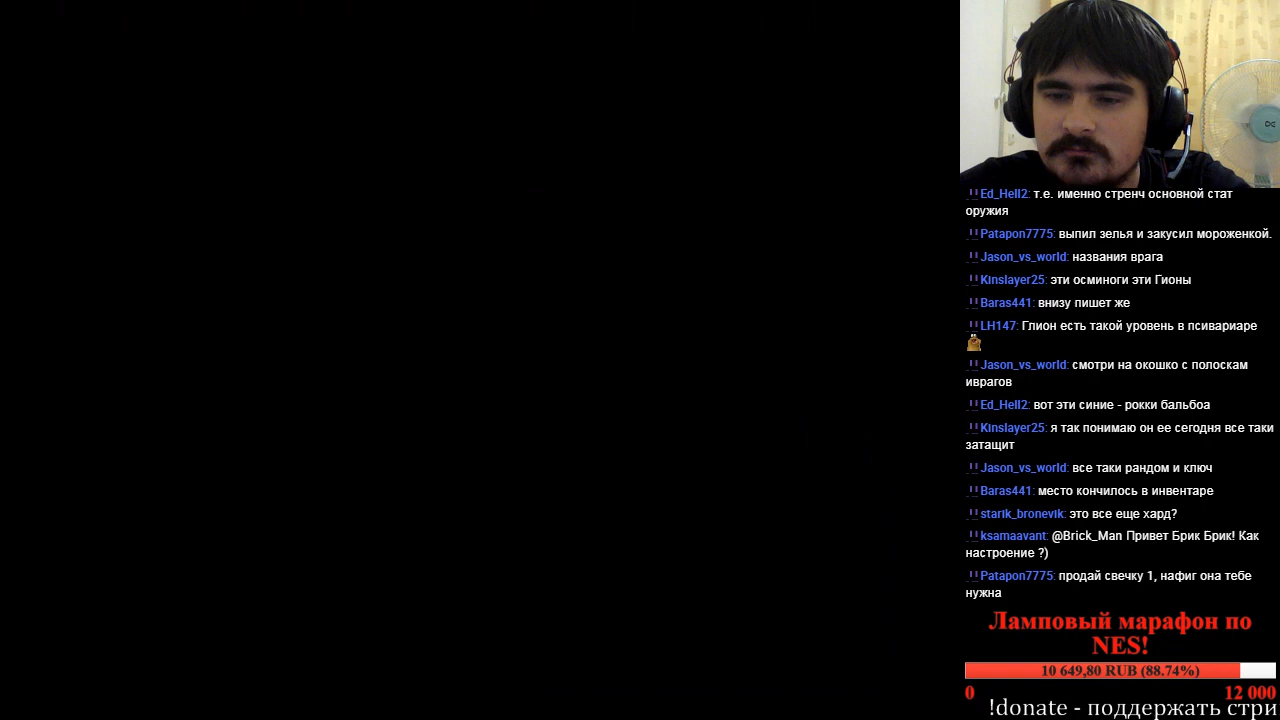 Ed_Hell2: т.е. именно стренч основной стат
оружия
Patapon7775: выпил зелья и закусил мороженкой.
Jason_vs_world: названия врага
Kinslayer25: эти осминоги эти Гионы
Baras441: внизу пишет же
LH147: Глион есть такой уровень в псивариаре
Jason_vs_world: смотри на окошко с полоскам
иврагов
Ed_Hell2: вот эти синие - рокки бальбоа
Kinslayer25: я так понимаю он ее сегодня все таки
затащит
Jason_vs_world: все таки рандом и ключ
Baras441: место кончилось в инвентаре
starik_bronevik: это все еще хард?
ksamaavant: @Brick_Man Привет Брик Брик! Как
настроение ?)
Patapon7775: продай свечку 1, нафиг она тебе
нужна
Ламповый марафон по
NES!
10 649,80 RUB (88.74%)
0 12 000
!donate - поддержать стри